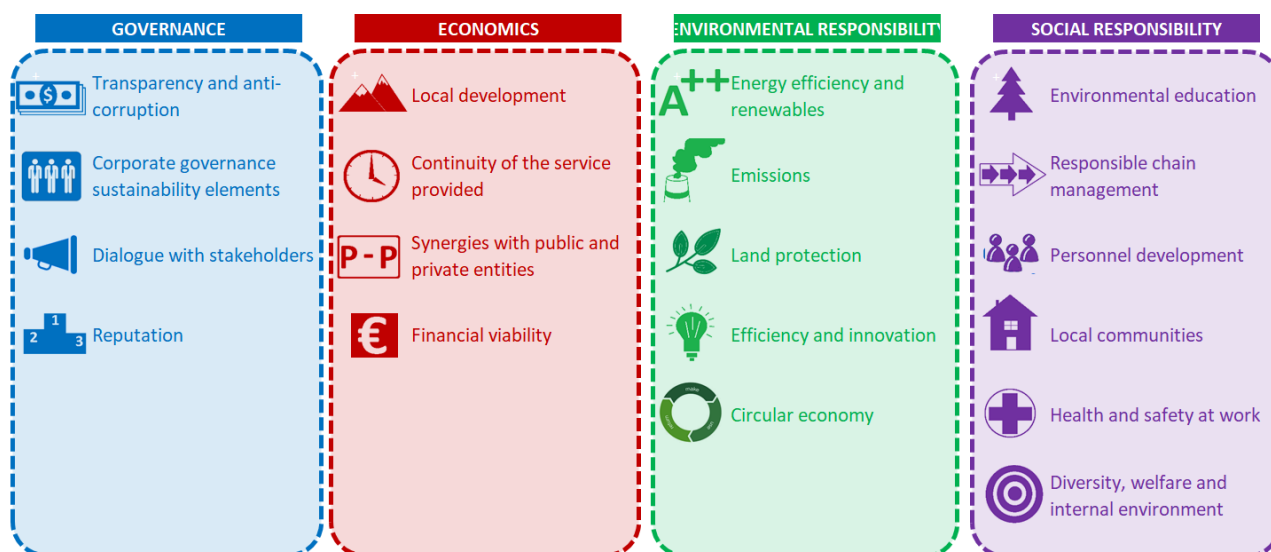 GOVERNANCE
Transparency and anti-
corruption
Corporate governance
sustainability elements
Dialogue with stakeholders
1
2
3
Reputation
ECONOMICS
Local development
Continuity of the service
provided
P - P
Synergies with public and
private entities
€
Financial viability
ENVIRONMENTAL RESPONSIBILITY
A++
Energy efficiency and
renewables
Emissions
Land protection
Efficiency and innovation
make
Circular economy
SOCIAL RESPONSIBILITY
Environmental education
Responsible chain
management
Personnel development
Local communities
Health and safety at work
Diversity, welfare and
internal environment